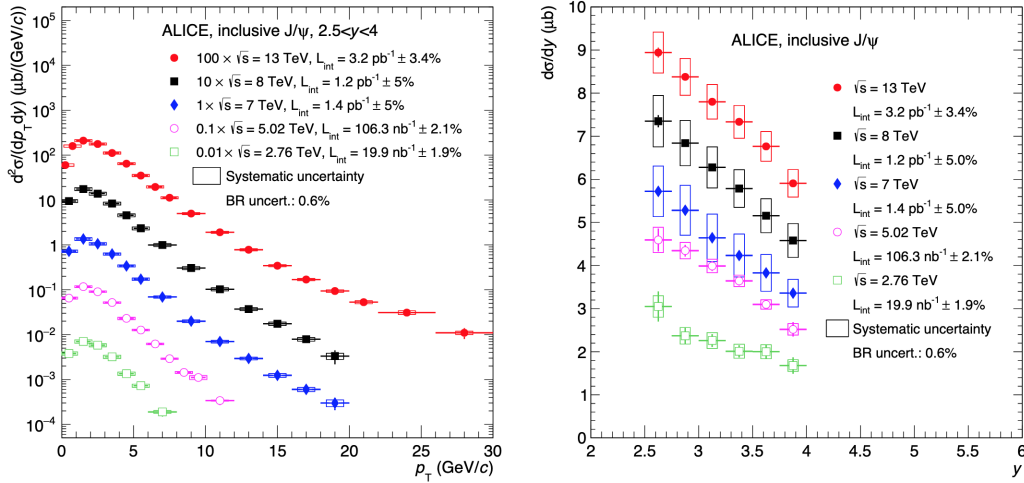 ALICE, inclusive J/ψ, 2.5<y<4
100 × √s = 13 TeV, L_int = 3.2 pb⁻¹ ± 3.4%
10 × √s = 8 TeV, L_int = 1.2 pb⁻¹ ± 5%
1 × √s = 7 TeV, L_int = 1.4 pb⁻¹ ± 5%
0.1 × √s = 5.02 TeV, L_int = 106.3 nb⁻¹ ± 2.1%
0.01 × √s = 2.76 TeV, L_int = 19.9 nb⁻¹ ± 1.9%
Systematic uncertainty
BR uncert.: 0.6%
d²σ/(dp_T dy) (μb/(GeV/c))
10⁵
10⁴
10³
10²
10
1
10⁻¹
10⁻²
10⁻³
10⁻⁴
0 5 10 15 20 25 30
p_T (GeV/c)
ALICE, inclusive J/ψ
√s = 13 TeV
L_int = 3.2 pb⁻¹ ± 3.4%
√s = 8 TeV
L_int = 1.2 pb⁻¹ ± 5.0%
√s = 7 TeV
L_int = 1.4 pb⁻¹ ± 5.0%
√s = 5.02 TeV
L_int = 106.3 nb⁻¹ ± 2.1%
√s = 2.76 TeV
L_int = 19.9 nb⁻¹ ± 1.9%
Systematic uncertainty
BR uncert.: 0.6%
dσ/dy (μb)
10
9
8
7
6
5
4
3
2
1
0
2 2.5 3 3.5 4 4.5 5 5.5 6
y